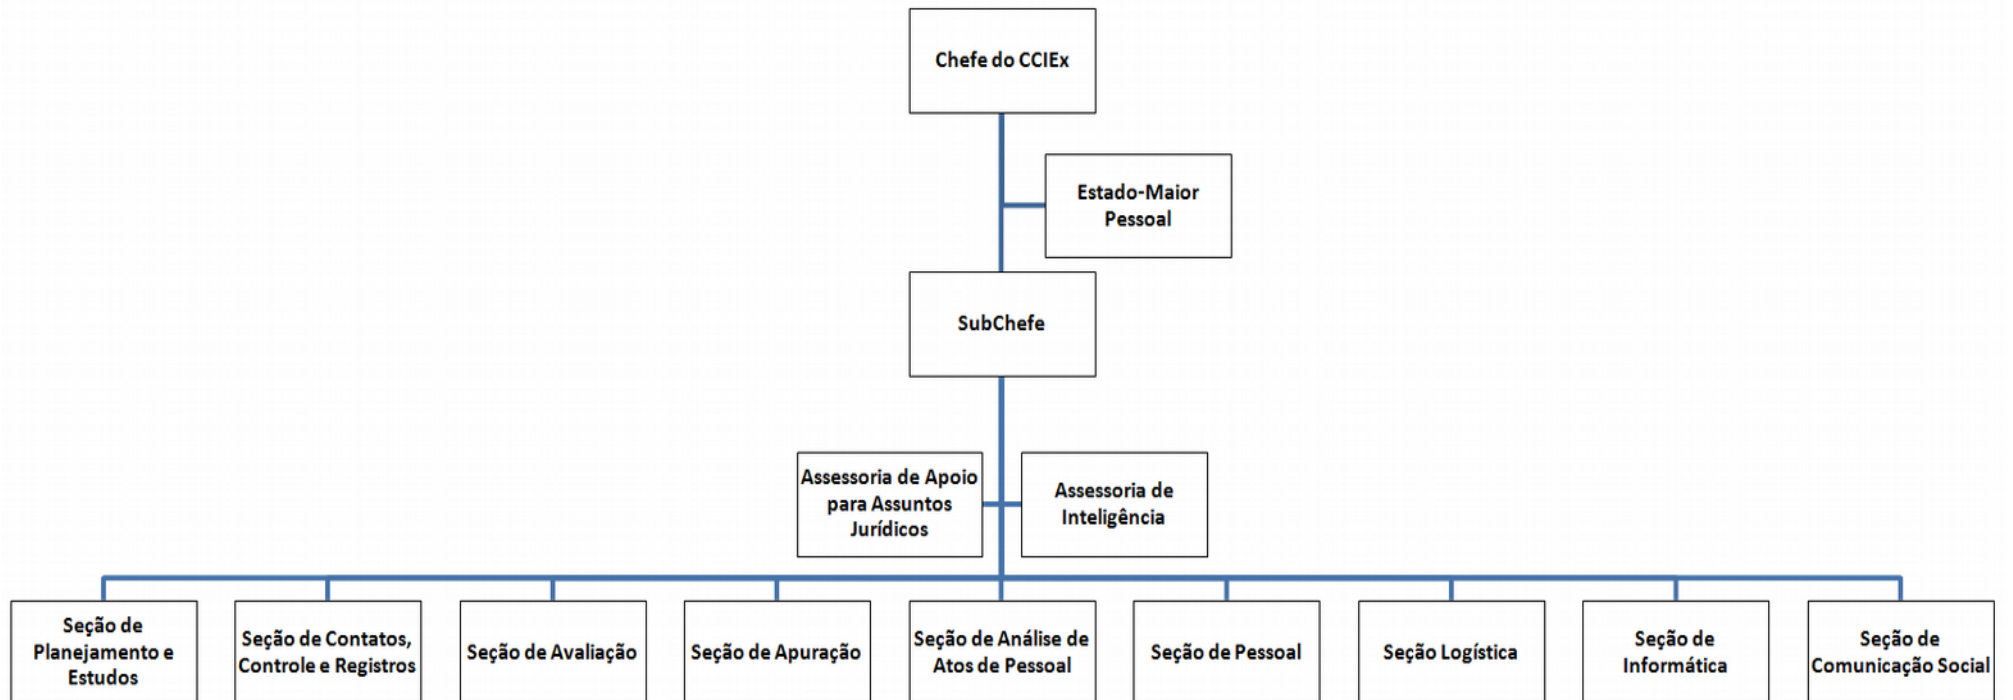 Chefe do CCIEx
Estado-Maior
Pessoal
SubChefe
Assessoria de Apoio
para Assuntos
Jurídicos
Assessoria de
Inteligência
Seção de
Planejamento e
Estudos
Seção de Contatos,
Controle e Registros
Seção de Avaliação
Seção de Apuração
Seção de Análise de
Atos de Pessoal
Seção de Pessoal
Seção Logística
Seção de
Informática
Seção de
Comunicação Social